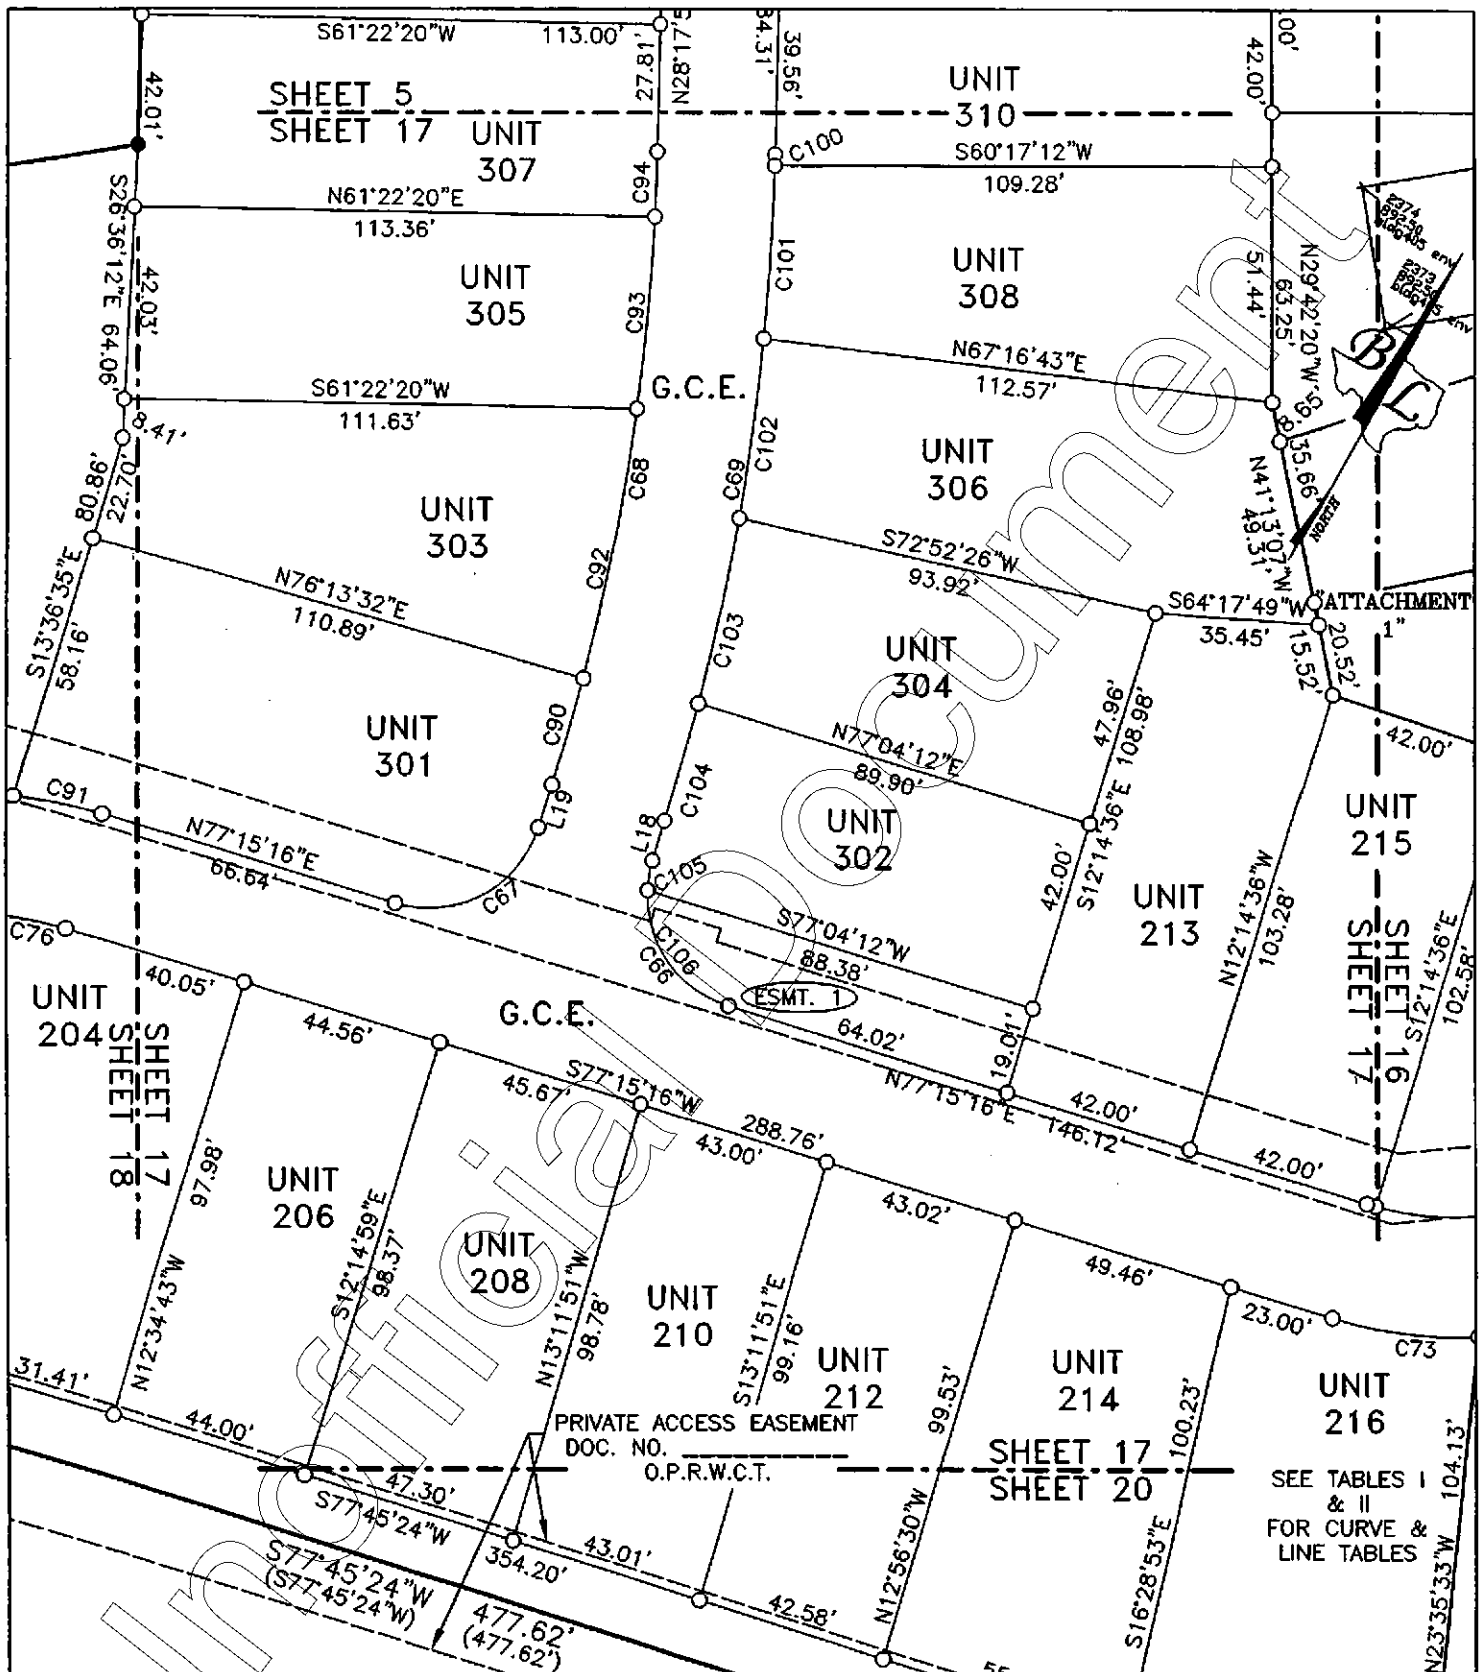 S61°22'20"W 113.00'
27.81'
N28°17'5
84.31'
39.56'
42.00'
00'
42.01'
SHEET 5
SHEET 17
UNIT
307
UNIT
310
C94
C100
S60°17'12"W
109.28'
N61°22'20"E
113.36'
S26°36'12"E 64.06'
42.03'
UNIT
305
C93
C101
UNIT
308
51.44'
N29°42'20"W
63.25'
2374
892.50
bldg405 env
2373
B L
NORTH
S61°22'20"W
111.63'
G.C.E.
N67°16'43"E
112.57'
8.65'
35.66'
N41°13'07"W
49.31'
8.41'
80.86'
22.70'
C68
C102
C69
UNIT
306
UNIT
303
C92
S72°52'26"W
93.92'
S64°17'49"W
35.45'
"ATTACHMENT
1"
20.52'
15.52'
S13°36'35"E
58.16'
N76°13'32"E
110.89'
C103
UNIT
304
47.96'
S12°14'36"E 108.98'
42.00'
UNIT
301
C90
N77°04'12"E
89.90'
C104
C91
L19
L18
UNIT
302
UNIT
215
N77°15'16"E
66.64'
C67
C105
42.00'
UNIT
213
N12°14'36"W
103.28'
SHEET 16
SHEET 17
S12°14'36"E
102.58'
C76
C106
C66
S77°04'12"W
88.38'
ESMT. 1
40.05'
UNIT
204
SHEET 17
SHEET 18
44.56'
G.C.E.
64.02'
19.01'
N77°15'16"E
146.12'
42.00'
42.00'
S77°15'16"W
45.67'
288.76'
43.00'
97.98'
N12°34'43"W
UNIT
206
S12°14'59"E
98.37'
UNIT
208
N13°11'51"W
98.78'
UNIT
210
S13°11'51"E
99.16'
43.02'
49.46'
23.00'
C73
UNIT
212
UNIT
214
UNIT
216
99.53'
N12°56'30"W
100.23'
S16°28'53"E
104.13'
N23°35'33"W
31.41'
44.00'
PRIVATE ACCESS EASEMENT
DOC. NO. __________
O.P.R.W.C.T.
SHEET 17
SHEET 20
SEE TABLES I
& II
FOR CURVE &
LINE TABLES
47.30'
S77°45'24"W
354.20'
43.01'
42.58'
S77°45'24"W
(S77°45'24"W)
477.62'
(477.62')
Unofficial Document